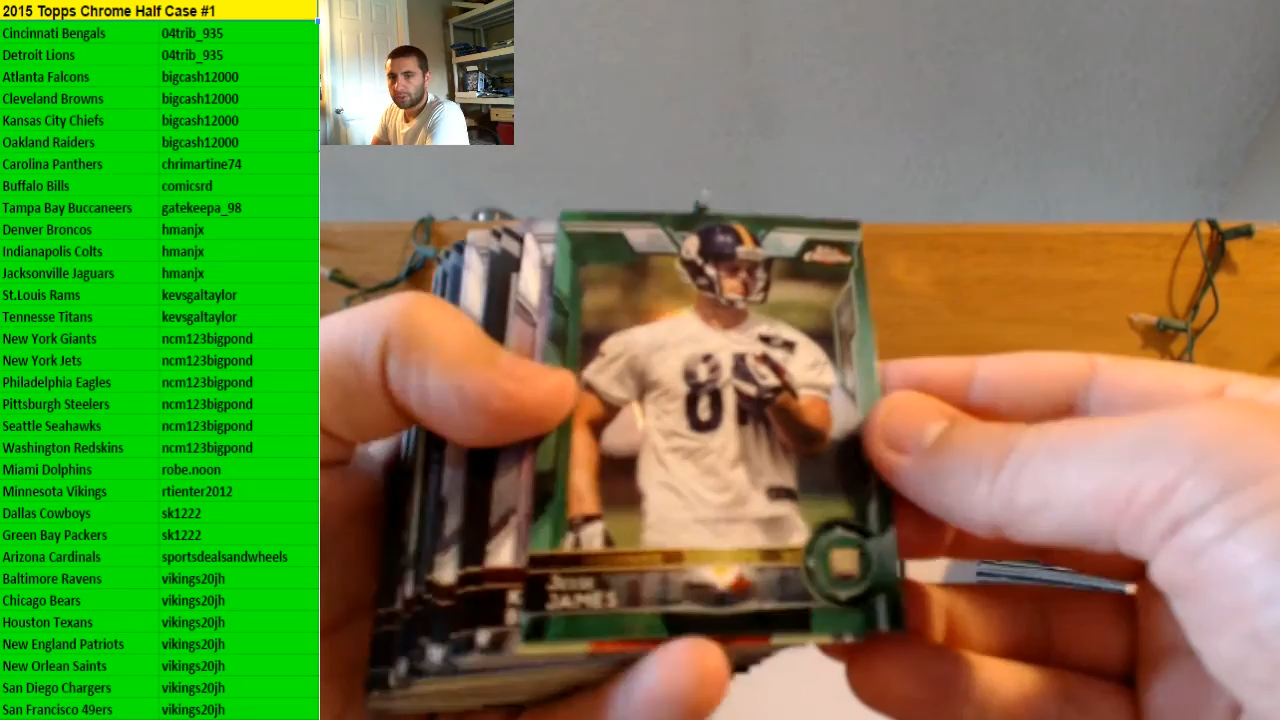 2015 Topps Chrome Half Case #1
Cincinnati Bengals 04trib_935
Detroit Lions 04trib_935
Atlanta Falcons bigcash12000
Cleveland Browns bigcash12000
Kansas City Chiefs bigcash12000
Oakland Raiders bigcash12000
Carolina Panthers chrimartine74
Buffalo Bills comicsrd
Tampa Bay Buccaneers gatekeepa_98
Denver Broncos hmanjx
Indianapolis Colts hmanjx
Jacksonville Jaguars hmanjx
St.Louis Rams kevsgaltaylor
Tennesse Titans kevsgaltaylor
New York Giants ncm123bigpond
New York Jets ncm123bigpond
Philadelphia Eagles ncm123bigpond
Pittsburgh Steelers ncm123bigpond
Seattle Seahawks ncm123bigpond
Washington Redskins ncm123bigpond
Miami Dolphins robe.noon
Minnesota Vikings rtienter2012
Dallas Cowboys sk1222
Green Bay Packers sk1222
Arizona Cardinals sportsdealsandwheels
Baltimore Ravens vikings20jh
Chicago Bears vikings20jh
Houston Texans vikings20jh
New England Patriots vikings20jh
New Orlean Saints vikings20jh
San Diego Chargers vikings20jh
San Francisco 49ers vikings20jh
JAMES